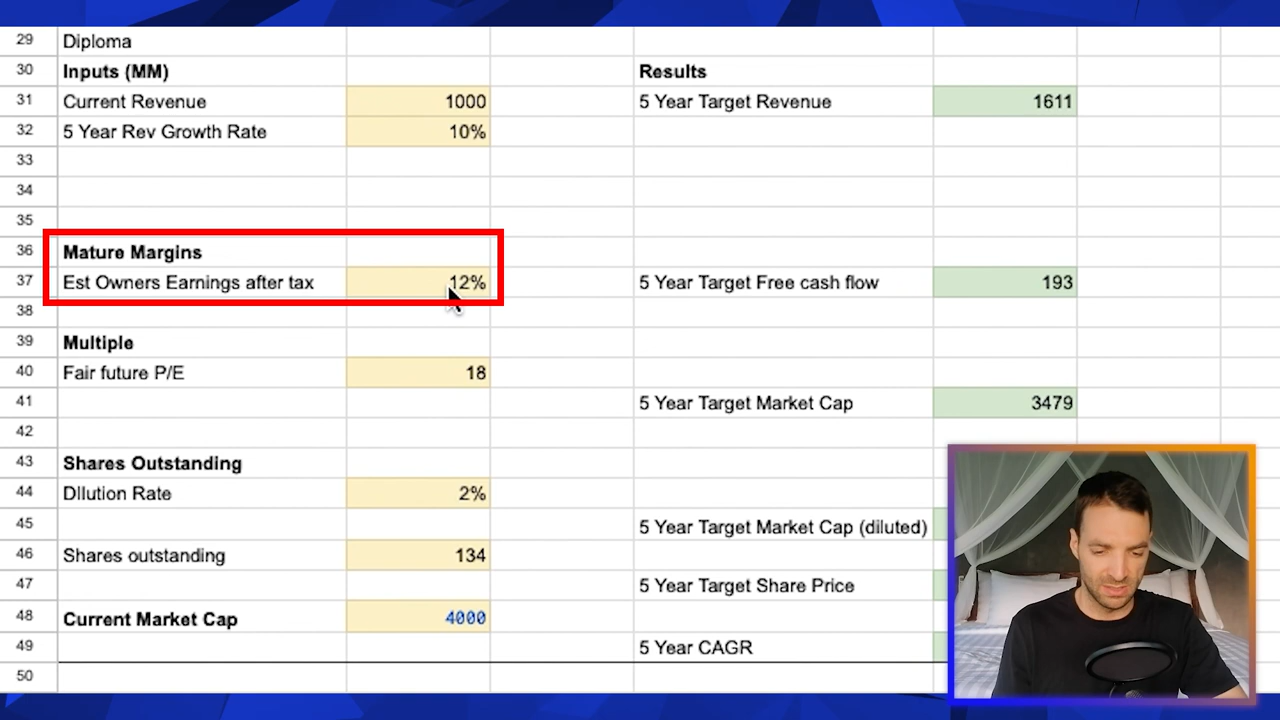 29 Diploma
30 Inputs (MM) Results
31 Current Revenue 1000 5 Year Target Revenue 1611
32 5 Year Rev Growth Rate 10%
33
34
35
36 Mature Margins
37 Est Owners Earnings after tax 12% 5 Year Target Free cash flow 193
38
39 Multiple
40 Fair future P/E 18
41 5 Year Target Market Cap 3479
42
43 Shares Outstanding
44 DIlution Rate 2%
45 5 Year Target Market Cap (diluted)
46 Shares outstanding 134
47 5 Year Target Share Price
48 Current Market Cap 4000
49 5 Year CAGR
50